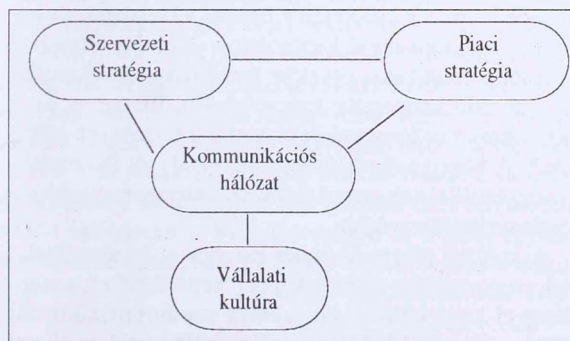 Szervezeti
stratégia
Piaci
stratégia
Kommunikációs
hálózat
Vállalati
kultúra